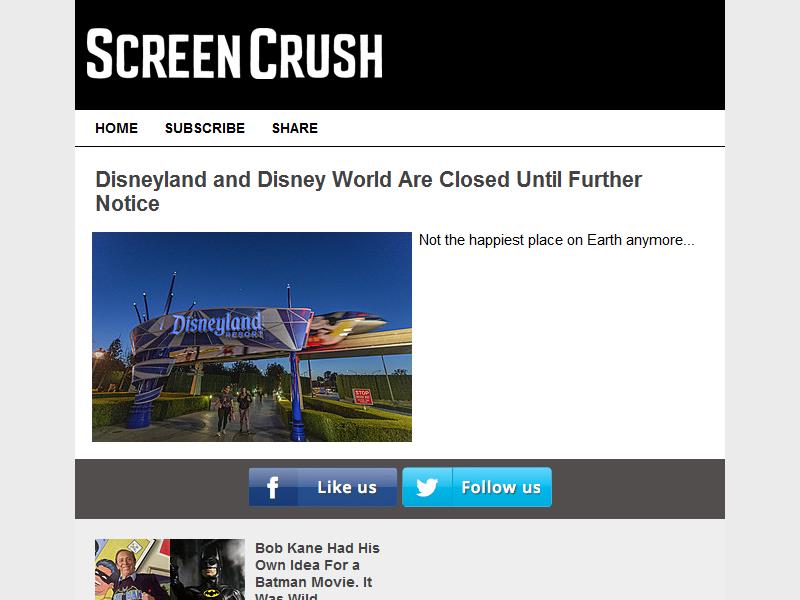 SCREENCRUSH
HOME SUBSCRIBE SHARE
Disneyland and Disney World Are Closed Until Further
Notice
Not the happiest place on Earth anymore...
Disneyland
RESORT
STOP
Like us
Follow us
Bob Kane Had His
Own Idea For a
Batman Movie. It
Was Wild